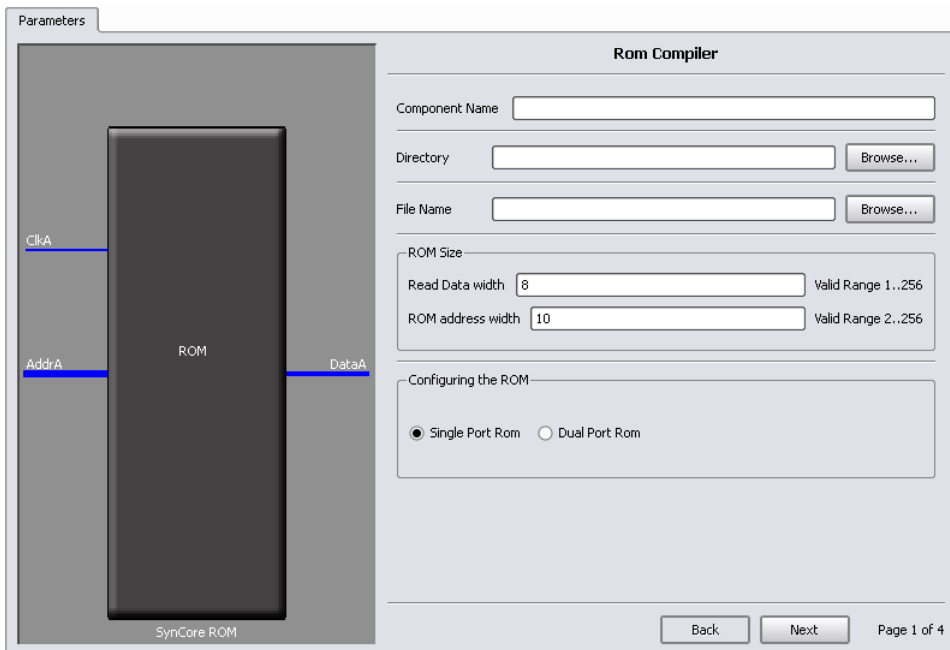 Parameters
Rom Compiler
Component Name
Directory
Browse...
File Name
Browse...
ROM Size
Read Data width 8 Valid Range 1..256
ROM address width 10 Valid Range 2..256
Configuring the ROM
Single Port Rom Dual Port Rom
ClkA
AddrA
ROM
DataA
SynCore ROM
Back Next Page 1 of 4